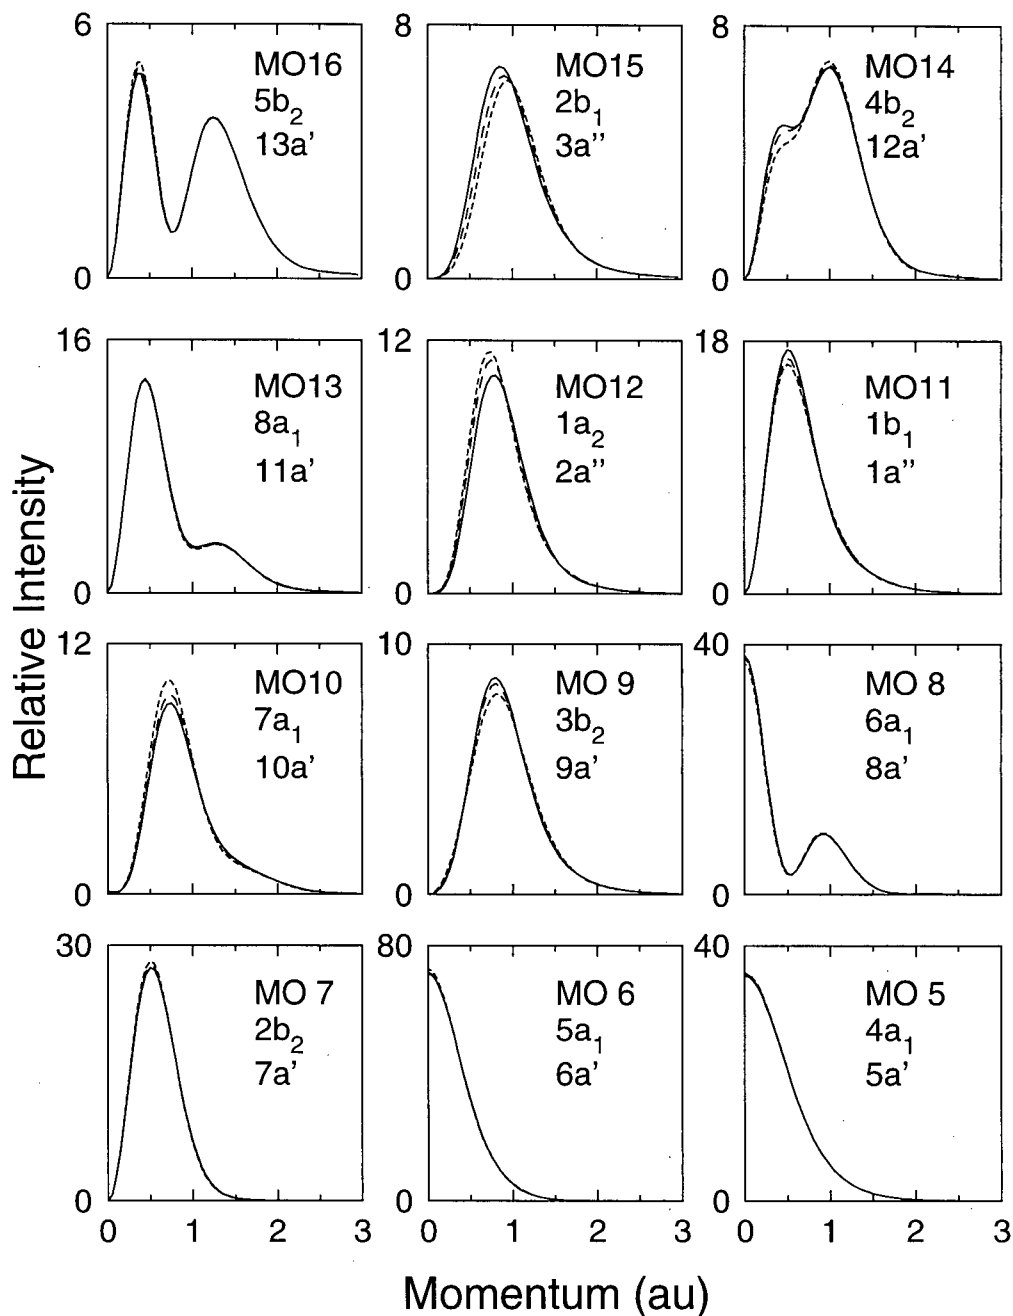 6
0
MO16
5b₂
13a'
8
0
MO15
2b₁
3a"
8
0
MO14
4b₂
12a'
16
0
MO13
8a₁
11a'
12
0
MO12
1a₂
2a"
18
0
MO11
1b₁
1a"
12
0
MO10
7a₁
10a'
10
0
MO 9
3b₂
9a'
40
0
MO 8
6a₁
8a'
30
0
MO 7
2b₂
7a'
80
0
MO 6
5a₁
6a'
40
0
MO 5
4a₁
5a'
0 1 2 3
0 1 2 3
0 1 2 3
Relative Intensity
Momentum (au)